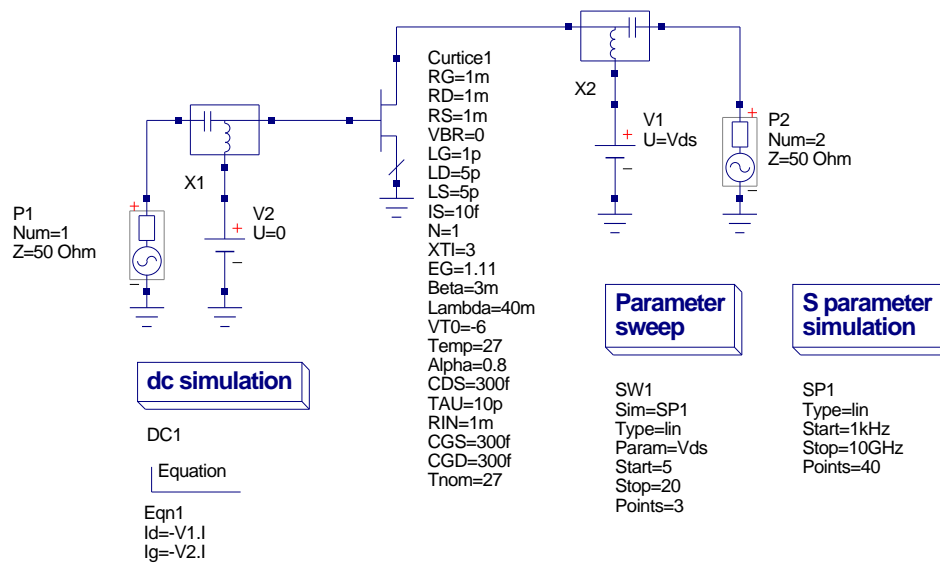 Curtice1
RG=1m
RD=1m
RS=1m
VBR=0
LG=1p
LD=5p
LS=5p
IS=10f
N=1
XTI=3
EG=1.11
Beta=3m
Lambda=40m
VT0=-6
Temp=27
Alpha=0.8
CDS=300f
TAU=10p
RIN=1m
CGS=300f
CGD=300f
Tnom=27
X2
V1
U=Vds
P2
Num=2
Z=50 Ohm
X1
P1
Num=1
Z=50 Ohm
V2
U=0
dc simulation
DC1
Equation
Eqn1
Id=-V1.I
Ig=-V2.I
Parameter
sweep
SW1
Sim=SP1
Type=lin
Param=Vds
Start=5
Stop=20
Points=3
S parameter
simulation
SP1
Type=lin
Start=1kHz
Stop=10GHz
Points=40